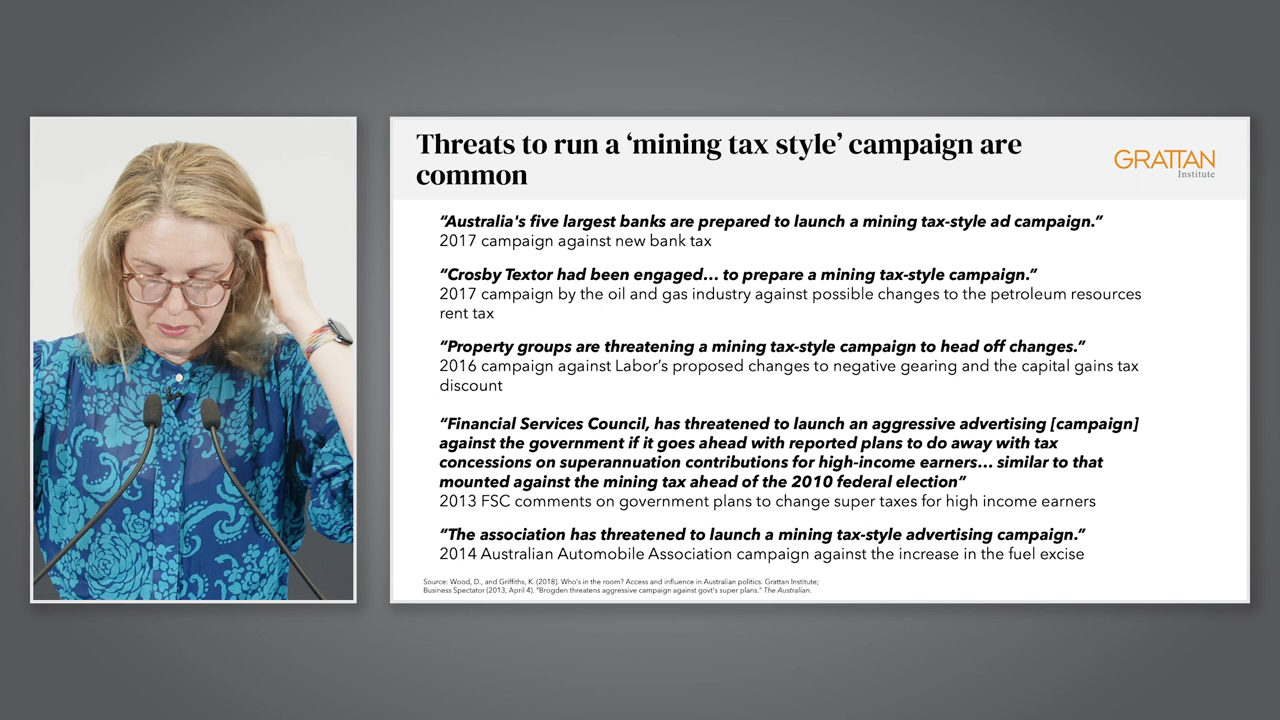 Threats to run a ‘mining tax style’ campaign are
common
GRATTAN
Institute
“Australia's five largest banks are prepared to launch a mining tax-style ad campaign.”
2017 campaign against new bank tax
“Crosby Textor had been engaged… to prepare a mining tax-style campaign.”
2017 campaign by the oil and gas industry against possible changes to the petroleum resources
rent tax
“Property groups are threatening a mining tax-style campaign to head off changes.”
2016 campaign against Labor’s proposed changes to negative gearing and the capital gains tax
discount
“Financial Services Council, has threatened to launch an aggressive advertising [campaign]
against the government if it goes ahead with reported plans to do away with tax
concessions on superannuation contributions for high-income earners… similar to that
mounted against the mining tax ahead of the 2010 federal election”
2013 FSC comments on government plans to change super taxes for high income earners
“The association has threatened to launch a mining tax-style advertising campaign.”
2014 Australian Automobile Association campaign against the increase in the fuel excise
Source: Wood, D., and Griffiths, K. (2018). Who’s in the room? Access and influence in Australian politics. Grattan Institute;
Business Spectator (2013, April 4). “Brogden threatens aggressive campaign against govt’s super plans.” The Australian.